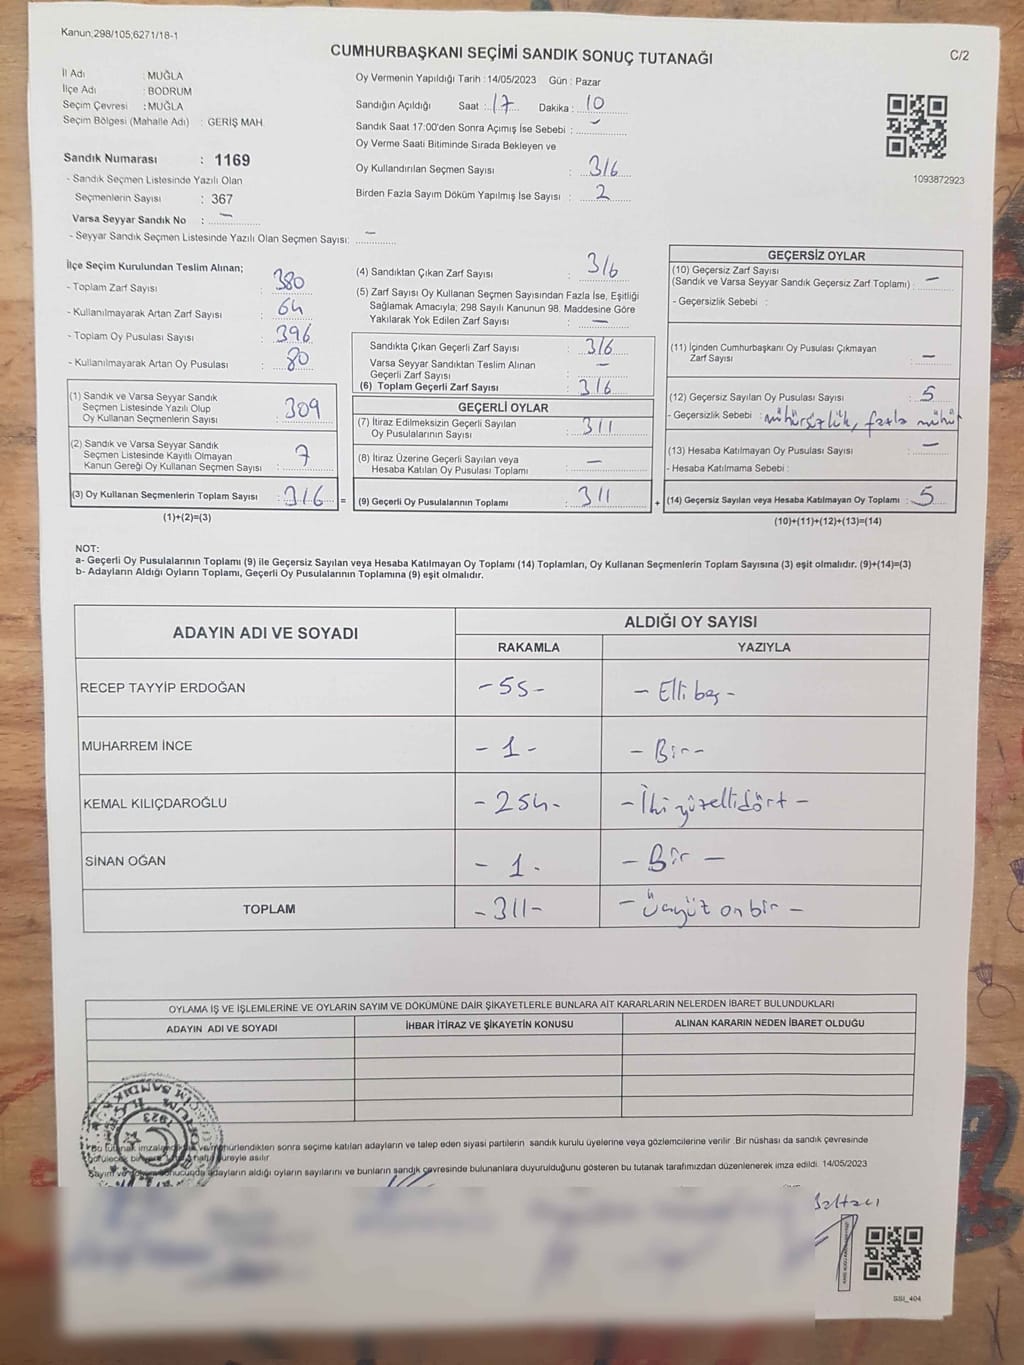 Kanun;298/105;6271/18-1
CUMHURBAŞKANI SEÇİMİ SANDIK SONUÇ TUTANAĞI
C/2
İl Adı : MUĞLA
İlçe Adı : BODRUM
Seçim Çevresi : MUĞLA
Seçim Bölgesi (Mahalle Adı) : GERİŞ MAH.
Sandık Numarası : 1169
- Sandık Seçmen Listesinde Yazılı Olan
Seçmenlerin Sayısı : 367
Varsa Seyyar Sandık No : —
- Seyyar Sandık Seçmen Listesinde Yazılı Olan Seçmen Sayısı: —
Oy Vermenin Yapıldığı Tarih : 14/05/2023 Gün : Pazar
Sandığın Açıldığı Saat : 17 Dakika : 10
Sandık Saat 17:00'den Sonra Açımış İse Sebebi : —
Oy Verme Saati Bitiminde Sırada Bekleyen ve
Oy Kullandırılan Seçmen Sayısı : 316
Birden Fazla Sayım Döküm Yapılmış İse Sayısı : 2
1093872923
İlçe Seçim Kurulundan Teslim Alınan;
- Toplam Zarf Sayısı : 380
- Kullanılmayarak Artan Zarf Sayısı : 64
- Toplam Oy Pusulası Sayısı : 396
- Kullanılmayarak Artan Oy Pusulası : 80
(1) Sandık ve Varsa Seyyar Sandık
Seçmen Listesinde Yazılı Olup
Oy Kullanan Seçmenlerin Sayısı : 309
(2) Sandık ve Varsa Seyyar Sandık
Seçmen Listesinde Kayıtlı Olmayan
Kanun Gereği Oy Kullanan Seçmen Sayısı : 7
(3) Oy Kullanan Seçmenlerin Toplam Sayısı : 316 =
(1)+(2)=(3)
(4) Sandıktan Çıkan Zarf Sayısı : 316
(5) Zarf Sayısı Oy Kullanan Seçmen Sayısından Fazla İse, Eşitliği
Sağlamak Amacıyla; 298 Sayılı Kanunun 98. Maddesine Göre
Yakılarak Yok Edilen Zarf Sayısı : —
Sandıkta Çıkan Geçerli Zarf Sayısı : 316
Varsa Seyyar Sandıktan Teslim Alınan
Geçerli Zarf Sayısı : —
(6) Toplam Geçerli Zarf Sayısı : 316
GEÇERLİ OYLAR
(7) İtiraz Edilmeksizin Geçerli Sayılan
Oy Pusulalarının Sayısı : 311
(8) İtiraz Üzerine Geçerli Sayılan veya
Hesaba Katılan Oy Pusulası Toplamı : —
(9) Geçerli Oy Pusulalarının Toplamı : 311 +
GEÇERSİZ OYLAR
(10) Geçersiz Zarf Sayısı
(Sandık ve Varsa Seyyar Sandık Geçersiz Zarf Toplamı) : —
- Geçersizlik Sebebi :
(11) İçinden Cumhurbaşkanı Oy Pusulası Çıkmayan
Zarf Sayısı : —
(12) Geçersiz Sayılan Oy Pusulası Sayısı : 5
- Geçersizlik Sebebi : mühürsüzlük, fazla mühür
(13) Hesaba Katılmayan Oy Pusulası Sayısı : —
- Hesaba Katılmama Sebebi :
(14) Geçersiz Sayılan veya Hesaba Katılmayan Oy Toplamı : 5
(10)+(11)+(12)+(13)=(14)
NOT:
a- Geçerli Oy Pusulalarının Toplamı (9) ile Geçersiz Sayılan veya Hesaba Katılmayan Oy Toplamı (14) Toplamları, Oy Kullanan Seçmenlerin Toplam Sayısına (3) eşit olmalıdır. (9)+(14)=(3)
b- Adayların Aldığı Oyların Toplamı, Geçerli Oy Pusulalarının Toplamına (9) eşit olmalıdır.
ADAYIN ADI VE SOYADI
ALDIĞI OY SAYISI
RAKAMLA YAZIYLA
RECEP TAYYİP ERDOĞAN -55- - Elli beş -
MUHARREM İNCE - 1 - - Bir -
KEMAL KILIÇDAROĞLU - 254 - - İkiyüzellidört -
SİNAN OĞAN - 1 - - Bir -
TOPLAM - 311 - - Üçyüz onbir -
OYLAMA İŞ VE İŞLEMLERİNE VE OYLARIN SAYIM VE DÖKÜMÜNE DAİR ŞİKAYETLERLE BUNLARA AİT KARARLARIN NELERDEN İBARET BULUNDUKLARI
ADAYIN ADI VE SOYADI İHBAR İTİRAZ VE ŞİKAYETİN KONUSU ALINAN KARARIN NEDEN İBARET OLDUĞU
1923
Bu tutanak ve mühürlendikten sonra seçime katılan adayların ve talep eden siyasi partilerin sandık kurulu üyelerine veya gözlemcilerine verilir. Bir nüshası da sandık çevresinde
süreyle asılır
adayların aldığı oyların sayılarını ve bunların sandık çevresinde bulunanlara duyurulduğunu gösteren bu tutanak tarafımızdan düzenlenerek imza edildi. 14/05/2023
SSI_404